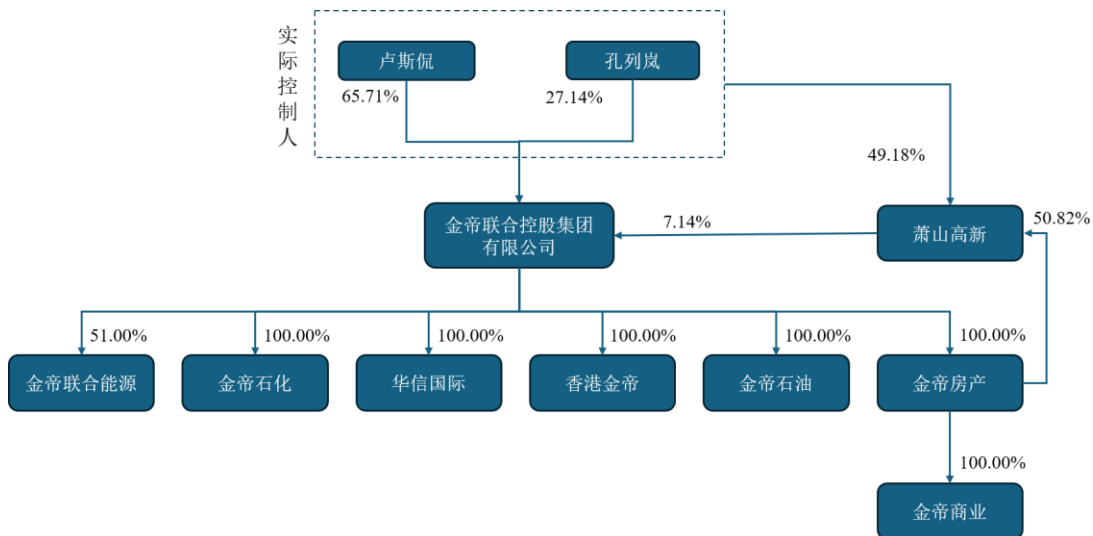 实际控制人
卢斯侃
孔列岚
65.71%
27.14%
49.18%
金帝联合控股集团
有限公司
7.14%
萧山高新
50.82%
51.00%
100.00%
100.00%
100.00%
100.00%
100.00%
金帝联合能源
金帝石化
华信国际
香港金帝
金帝石油
金帝房产
100.00%
金帝商业